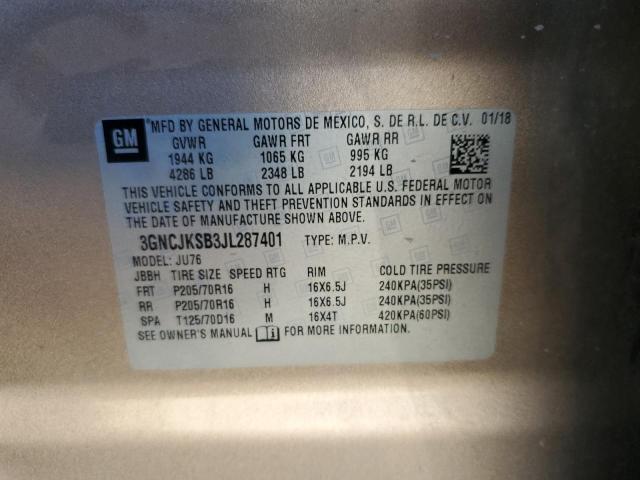 GM
*MFD BY GENERAL MOTORS DE MEXICO, S. DE R.L. DE C.V. 01/18
GVWR GAWR FRT GAWR RR
1944 KG 1065 KG 995 KG
4286 LB 2348 LB 2194 LB
THIS VEHICLE CONFORMS TO ALL APPLICABLE U.S. FEDERAL MOTOR
VEHICLE SAFETY AND THEFT PREVENTION STANDARDS IN EFFECT
ON THE DATE OF MANUFACTURE SHOWN ABOVE.
3GNCJKSB3JL287401 TYPE: M.P.V.
MODEL: JU76
JBBH TIRE SIZE SPEED RTG RIM COLD TIRE PRESSURE
FRT P205/70R16 H 16X6.5J 240KPA(35PSI)
RR P205/70R16 H 16X6.5J 240KPA(35PSI)
SPA T125/70D16 M 16X4T 420KPA(60PSI)
SEE OWNER'S MANUAL FOR MORE INFORMATION.